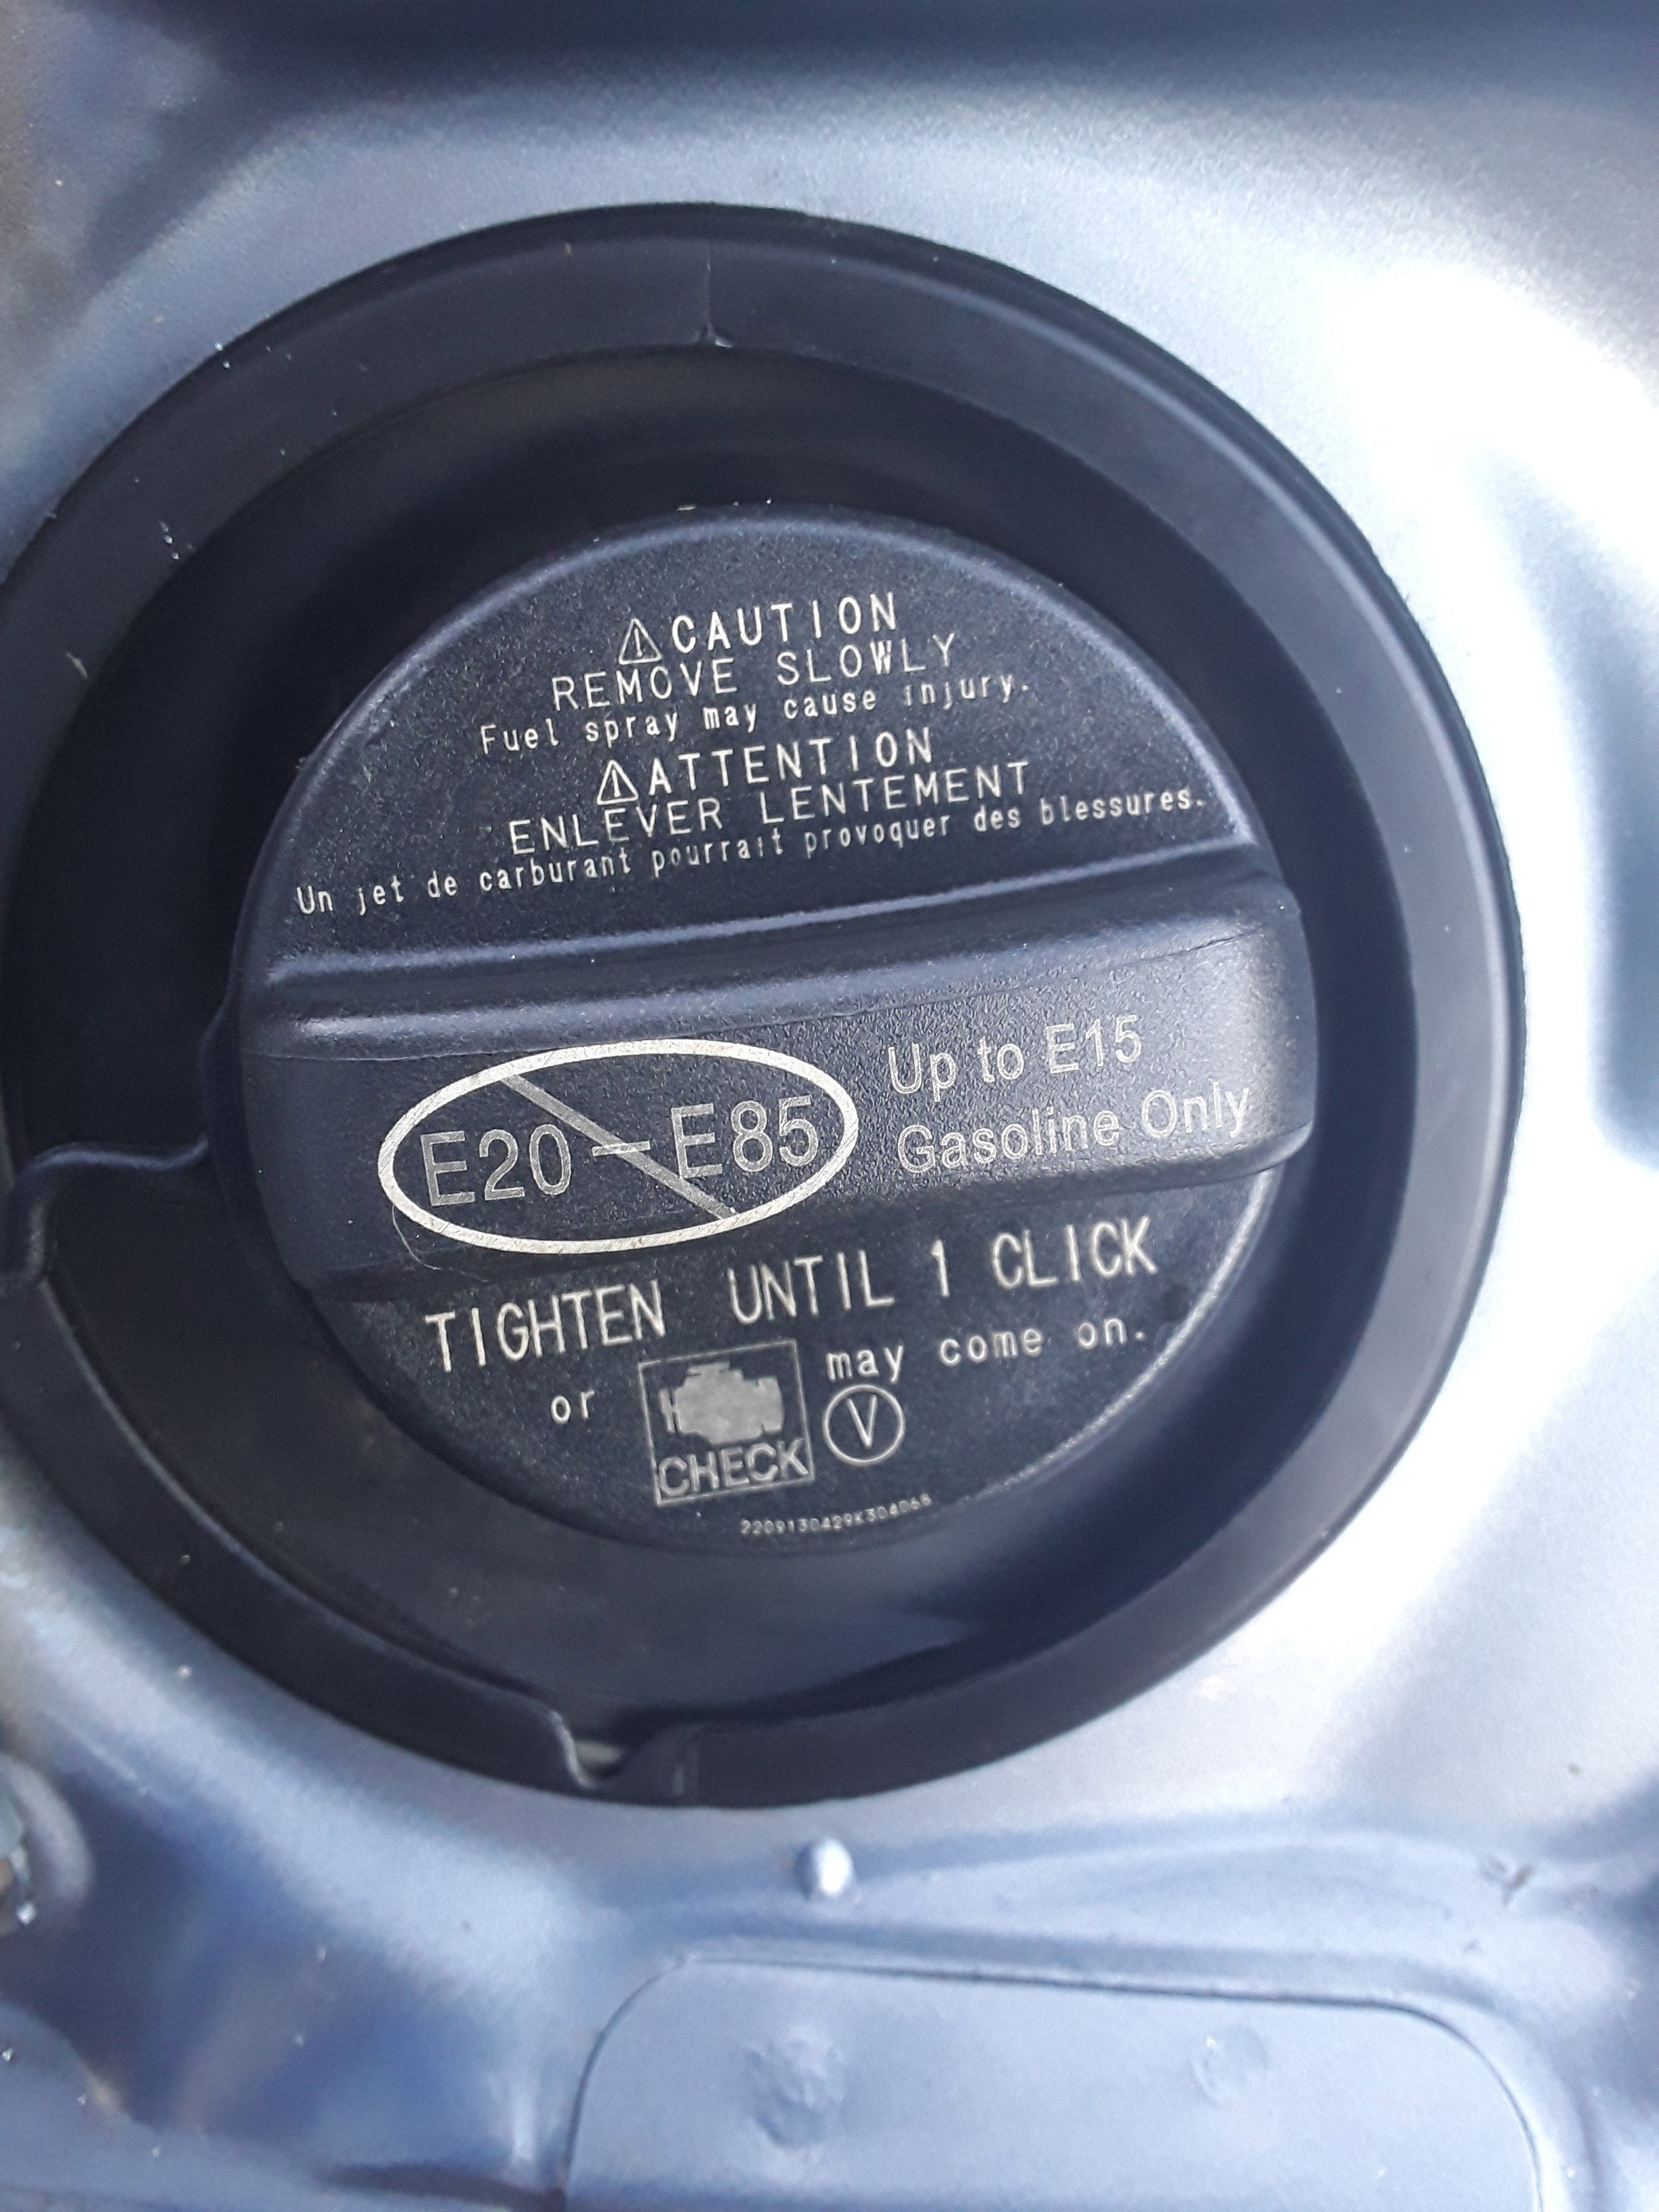 ⚠CAUTION
REMOVE SLOWLY
Fuel spray may cause injury.
⚠ATTENTION
ENLEVER LENTEMENT
Un jet de carburant pourrait provoquer des blessures.
E20-E85
Up to E15
Gasoline Only
TIGHTEN UNTIL 1 CLICK
or CHECK may come on.
V
2209130429K304068